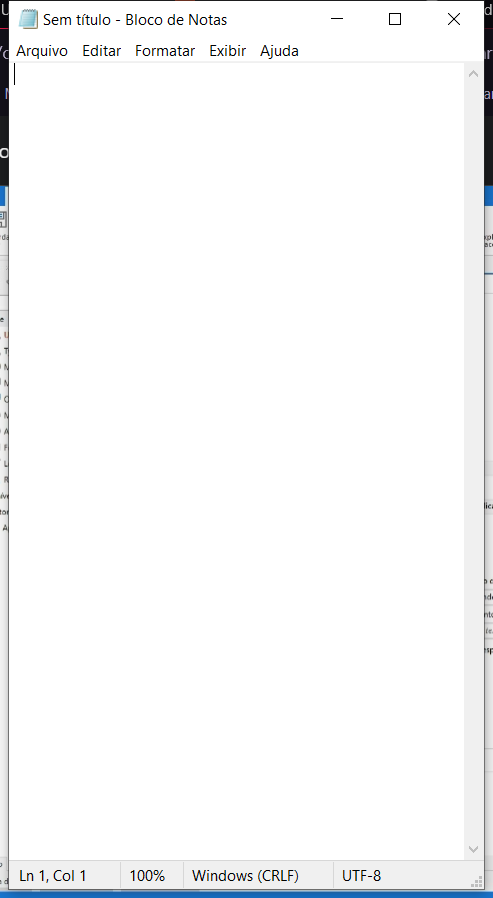 Sem título - Bloco de Notas
Arquivo Editar Formatar Exibir Ajuda
Ln 1, Col 1 100% Windows (CRLF) UTF-8